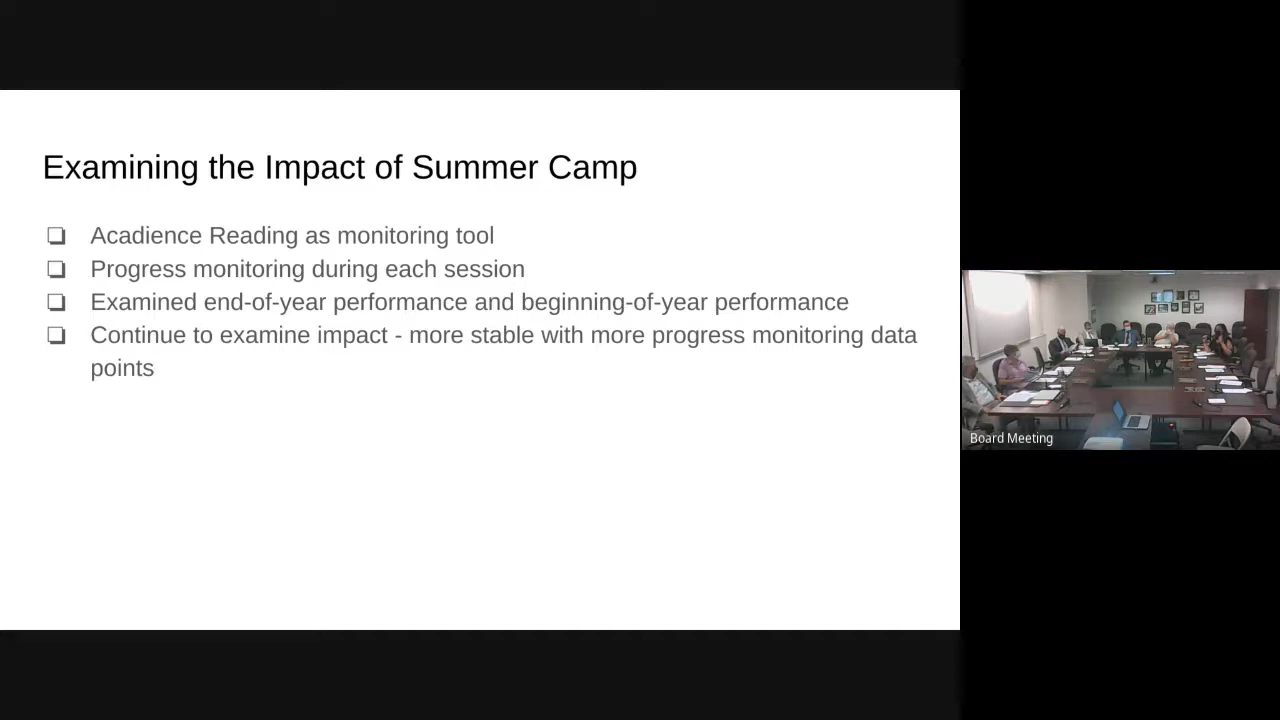 Examining the Impact of Summer Camp
❏ Acadience Reading as monitoring tool
❏ Progress monitoring during each session
❏ Examined end-of-year performance and beginning-of-year performance
❏ Continue to examine impact - more stable with more progress monitoring data
points
Board Meeting